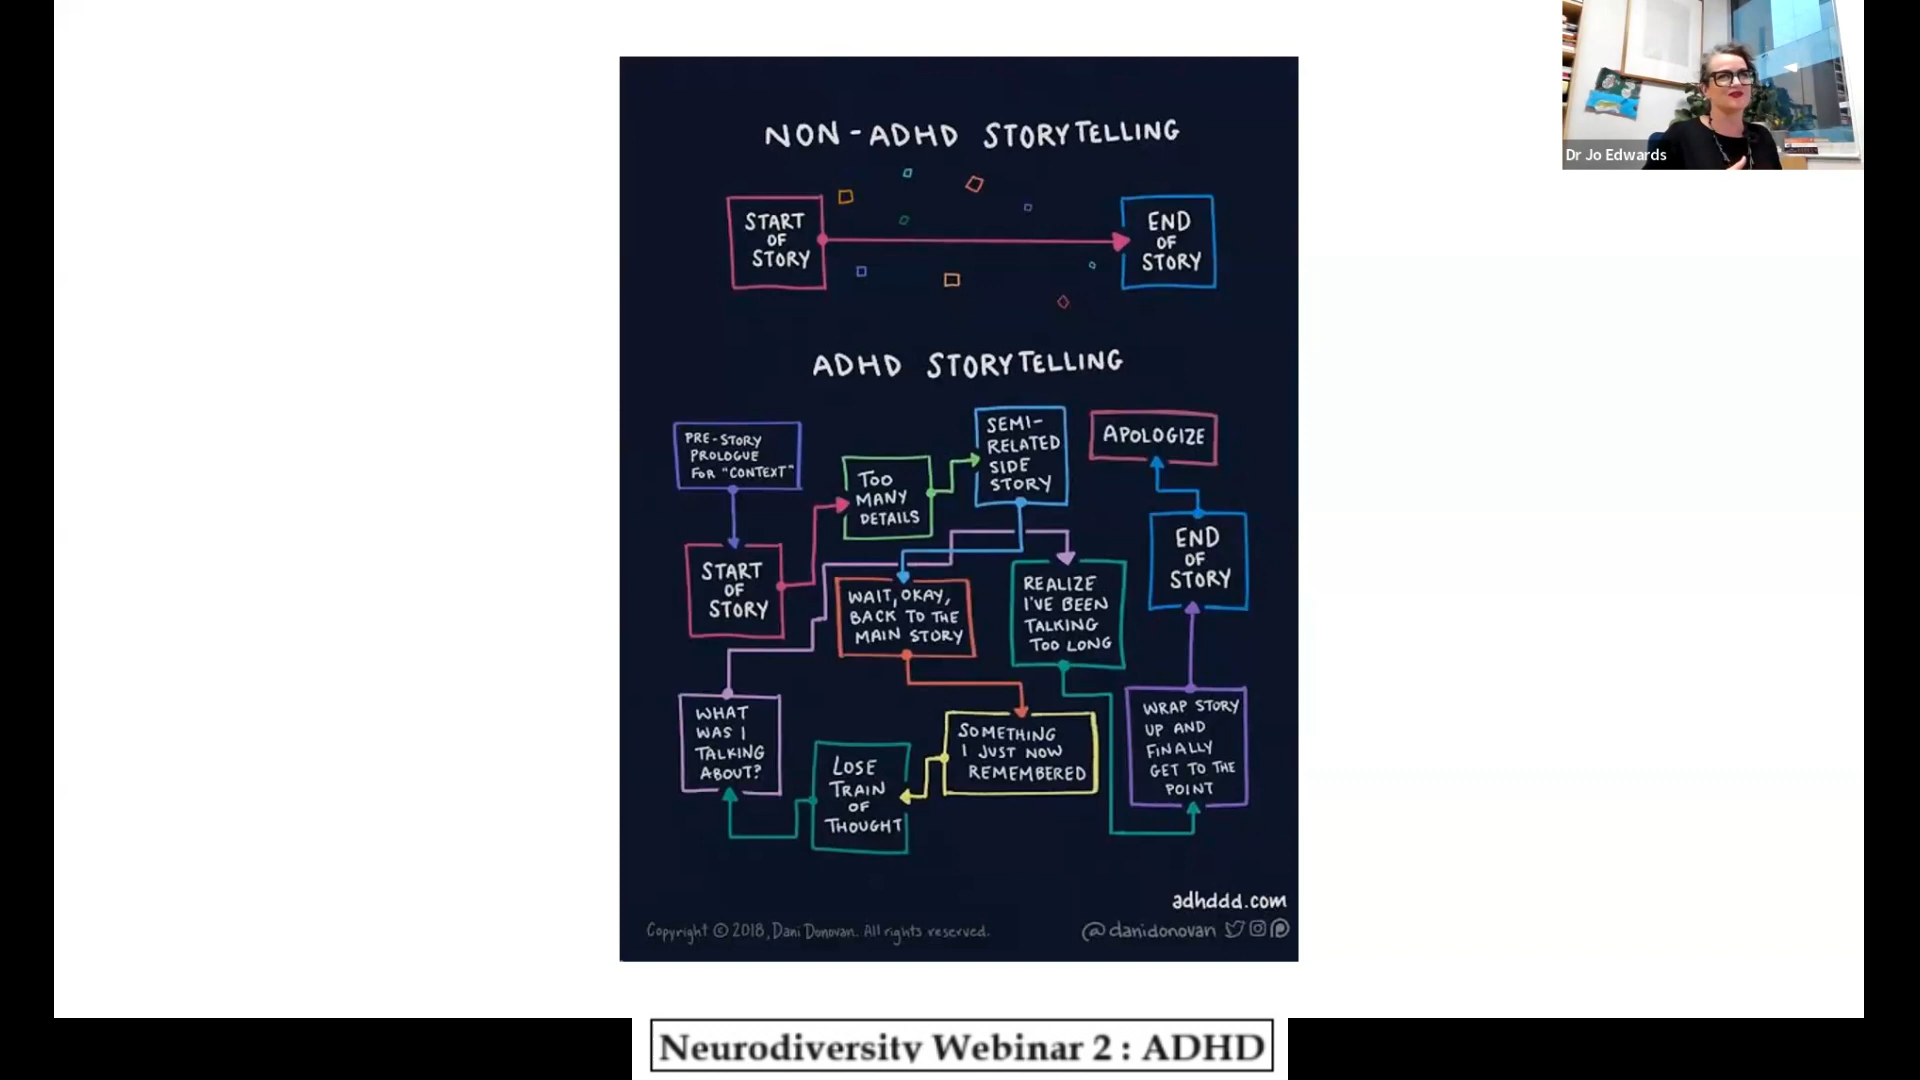 Dr Jo Edwards
NON-ADHD STORYTELLING
START
OF
STORY
END
OF
STORY
ADHD STORYTELLING
PRE-STORY
PROLOGUE
FOR "CONTEXT"
START
OF
STORY
TOO
MANY
DETAILS
SEMI-
RELATED
SIDE
STORY
WAIT, OKAY,
BACK TO THE
MAIN STORY
SOMETHING
I JUST NOW
REMEMBERED
LOSE
TRAIN
OF
THOUGHT
WHAT
WAS I
TALKING
ABOUT?
REALIZE
I'VE BEEN
TALKING
TOO LONG
WRAP STORY
UP AND
FINALLY
GET TO THE
POINT
END
OF
STORY
APOLOGIZE
adhddd.com
Copyright © 2018, Dani Donovan. All rights reserved.
@danidonovan
Neurodiversity Webinar 2 : ADHD